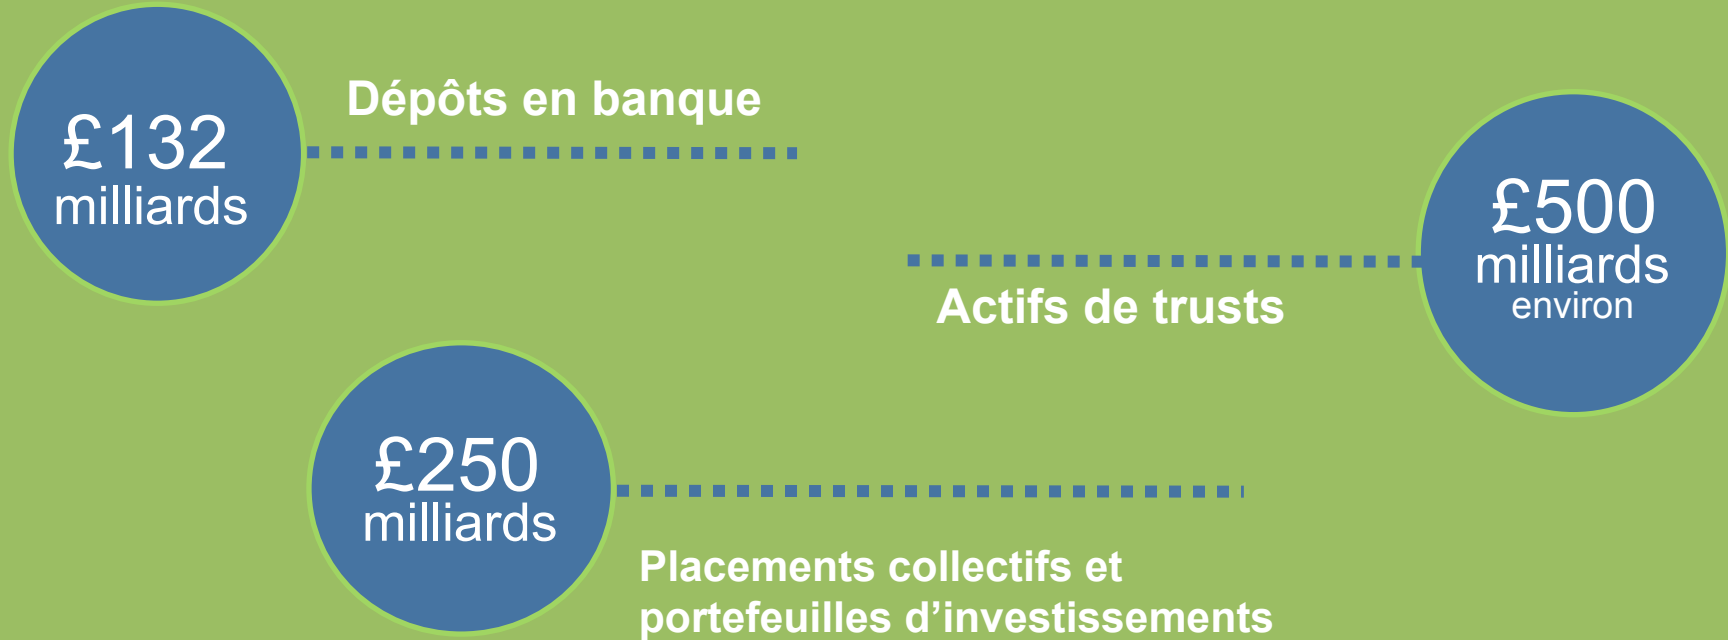 £132
milliards
Dépôts en banque
£500
milliards
environ
Actifs de trusts
£250
milliards
Placements collectifs et
portefeuilles d’investissements